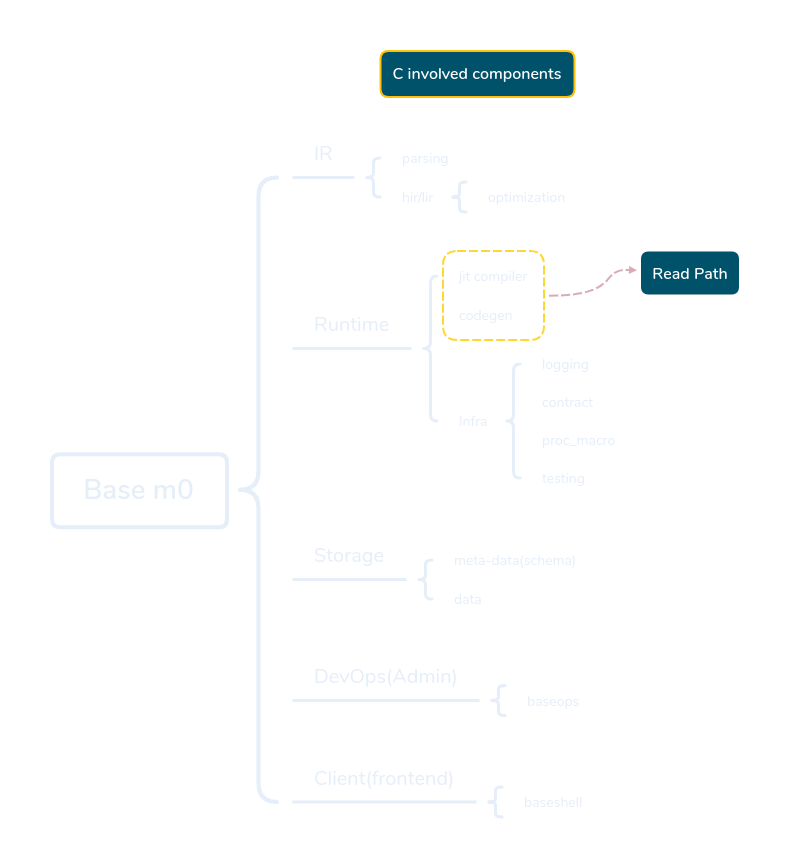 C involved components
IR
parsing
hir/lir
optimization
jit compiler
Read Path
codegen
Runtime
logging
contract
Infra
proc_macro
testing
Base m0
Storage
meta-data(schema)
data
DevOps(Admin)
baseops
Client(frontend)
baseshell